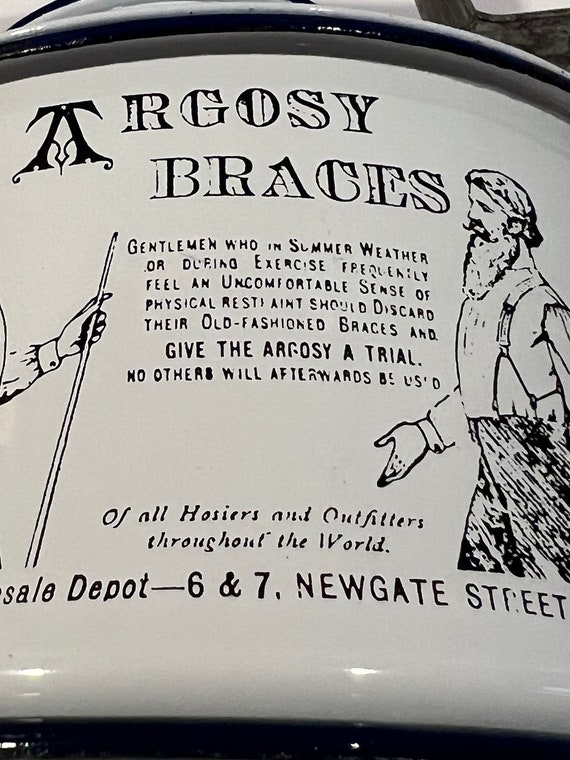 ARGOSY
BRACES
GENTLEMEN WHO IN SUMMER WEATHER
OR DURING EXERCISE FREQUENTLY
FEEL AN UNCOMFORTABLE SENSE OF
PHYSICAL RESTRAINT SHOULD DISCARD
THEIR OLD-FASHIONED BRACES AND
GIVE THE ARGOSY A TRIAL.
NO OTHERS WILL AFTERWARDS BE US'D
Of all Hosiers and Outfitters
throughout the World.
esale Depot—6 & 7, NEWGATE STREET